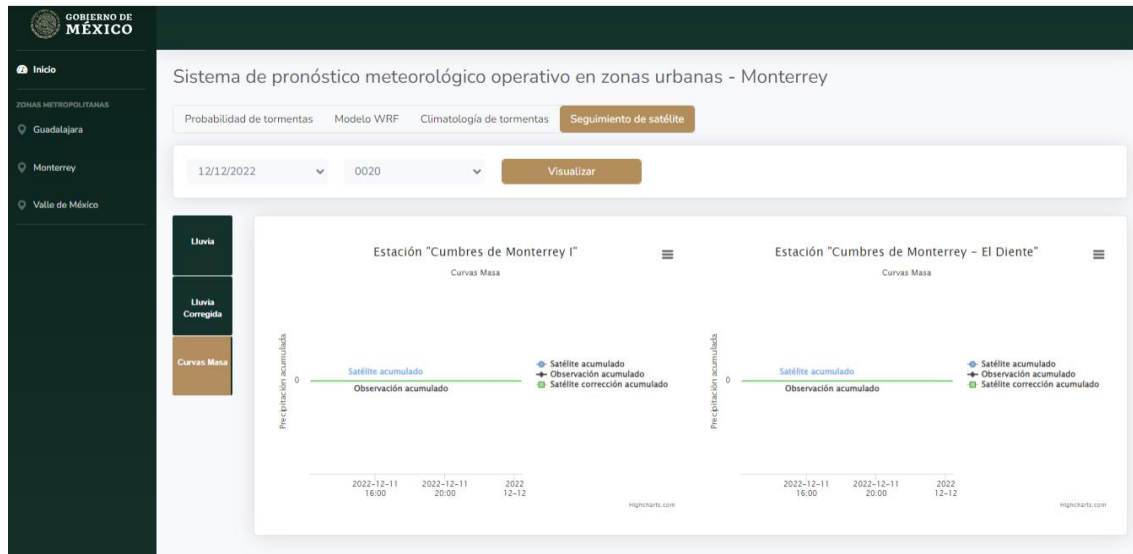 GOBIERNO DE
MÉXICO
Inicio
ZONAS METROPOLITANAS
Guadalajara
Monterrey
Valle de México
Sistema de pronóstico meteorológico operativo en zonas urbanas - Monterrey
Probabilidad de tormentas Modelo WRF Climatología de tormentas Seguimiento de satélite
12/12/2022 0020 Visualizar
Lluvia
Lluvia
Corregida
Curvas Masa
Estación "Cumbres de Monterrey I"
Curvas Masa
Precipitación acumulada
0
Satélite acumulado
Observación acumulado
Satélite acumulado
Observación acumulado
Satélite corrección acumulado
2022-12-11 2022-12-11 2022
16:00 20:00 12-12
Highcharts.com
Estación "Cumbres de Monterrey - El Diente"
Curvas Masa
Precipitación acumulada
0
Satélite acumulado
Observación acumulado
Satélite acumulado
Observación acumulado
Satélite corrección acumulado
2022-12-11 2022-12-11 2022
16:00 20:00 12-12
Highcharts.com